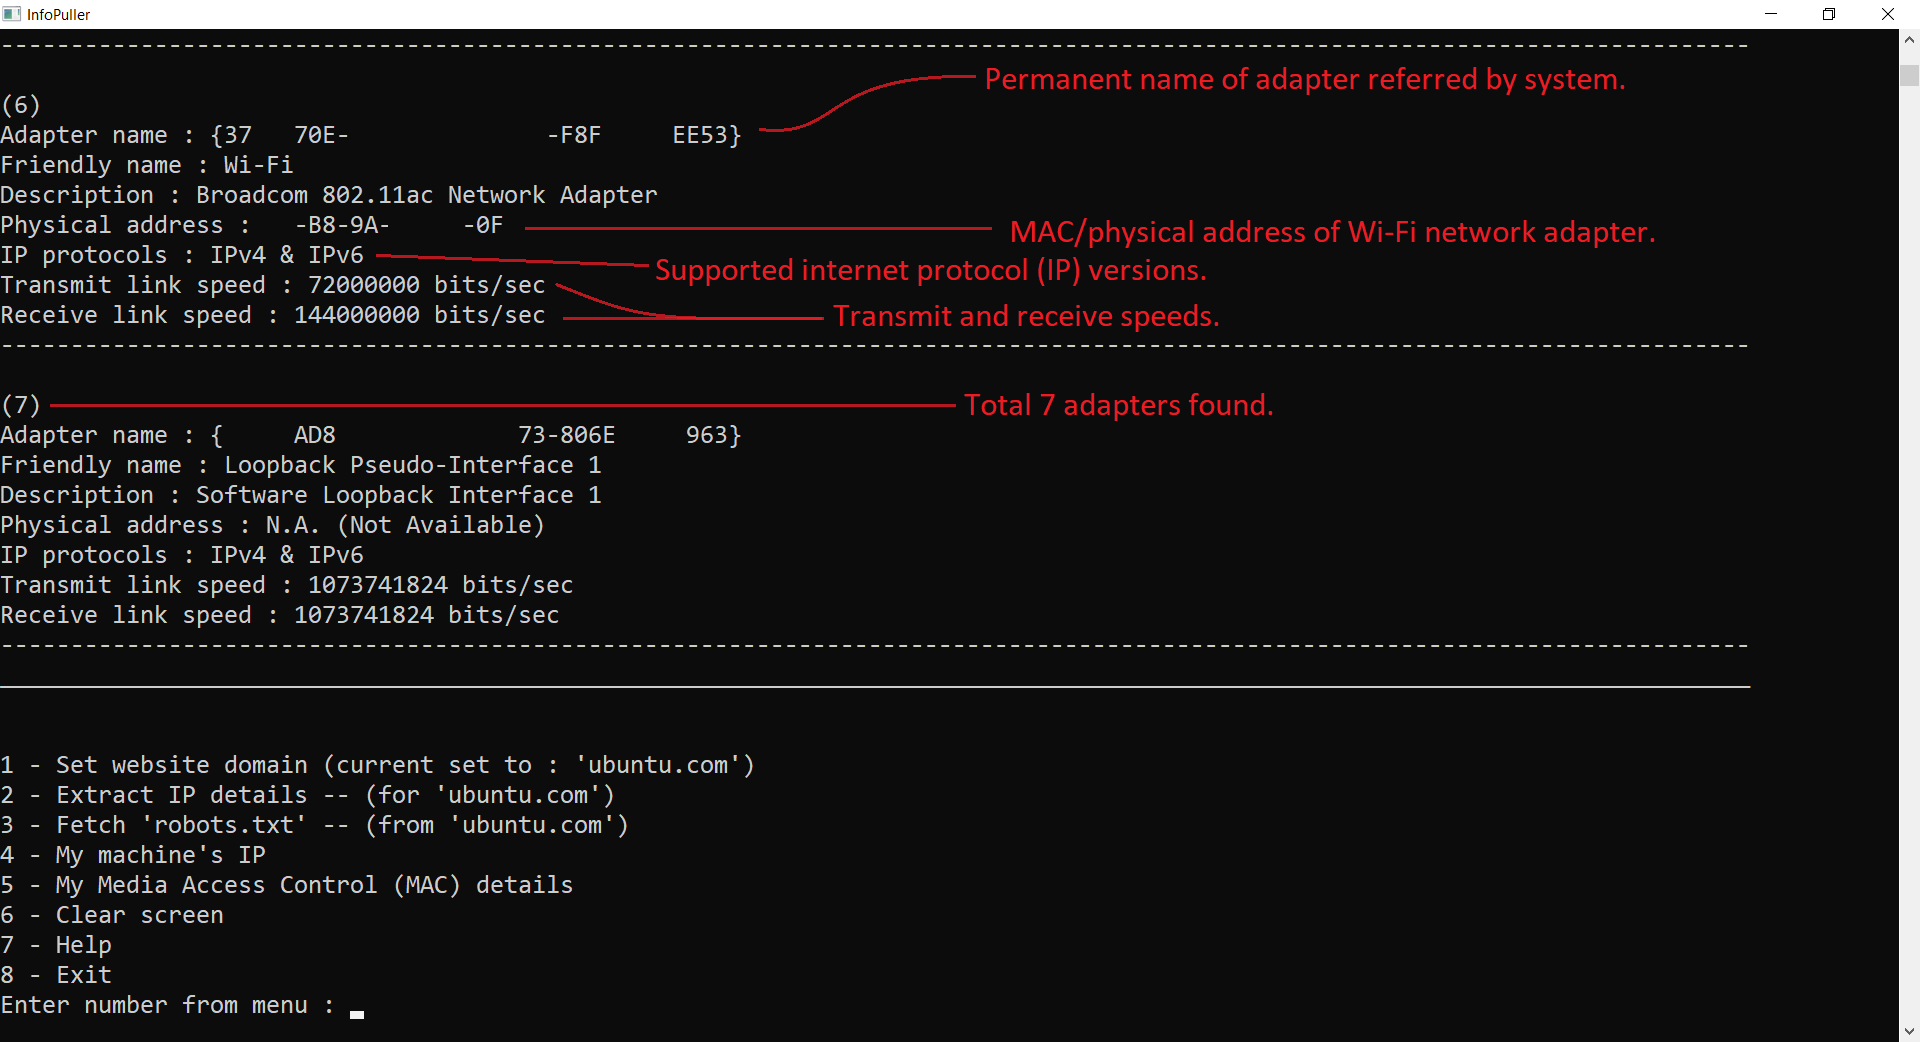 InfoPuller
-----------------------------------------------------------------------------------------------------------------------------
Permanent name of adapter referred by system.
(6)
Adapter name : {37   70E-              -F8F     EE53}
Friendly name : Wi-Fi
Description : Broadcom 802.11ac Network Adapter
Physical address :   -B8-9A-     -0F
MAC/physical address of Wi-Fi network adapter.
IP protocols : IPv4 & IPv6
Supported internet protocol (IP) versions.
Transmit link speed : 72000000 bits/sec
Receive link speed : 144000000 bits/sec
Transmit and receive speeds.
-----------------------------------------------------------------------------------------------------------------------------
(7)
Total 7 adapters found.
Adapter name : {     AD8             73-806E     963}
Friendly name : Loopback Pseudo-Interface 1
Description : Software Loopback Interface 1
Physical address : N.A. (Not Available)
IP protocols : IPv4 & IPv6
Transmit link speed : 1073741824 bits/sec
Receive link speed : 1073741824 bits/sec
-----------------------------------------------------------------------------------------------------------------------------
1 - Set website domain (current set to : 'ubuntu.com')
2 - Extract IP details -- (for 'ubuntu.com')
3 - Fetch 'robots.txt' -- (from 'ubuntu.com')
4 - My machine's IP
5 - My Media Access Control (MAC) details
6 - Clear screen
7 - Help
8 - Exit
Enter number from menu :